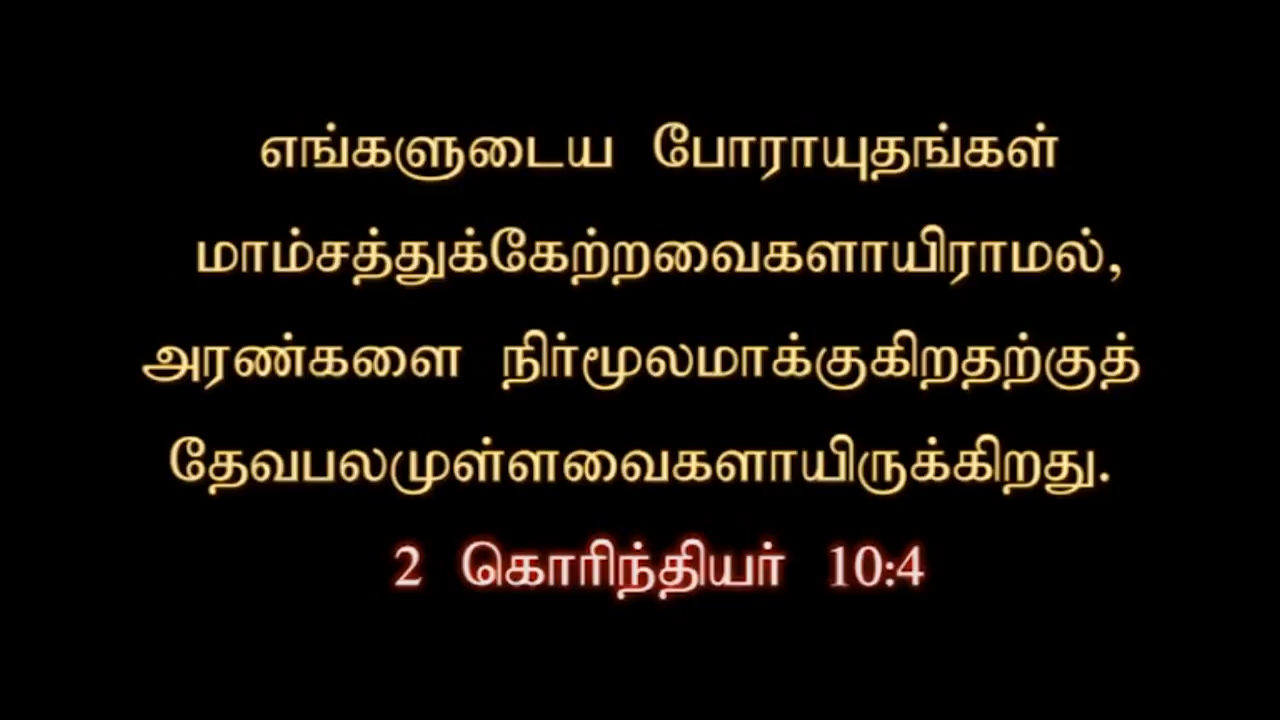 எங்களுடைய போராயுதங்கள்
மாம்சத்துக்கேற்றவைகளாயிராமல்,
அரண்களை நிர்மூலமாக்குகிறதற்குத்
தேவபலமுள்ளவைகளாயிருக்கிறது.
2 கொரிந்தியர் 10:4